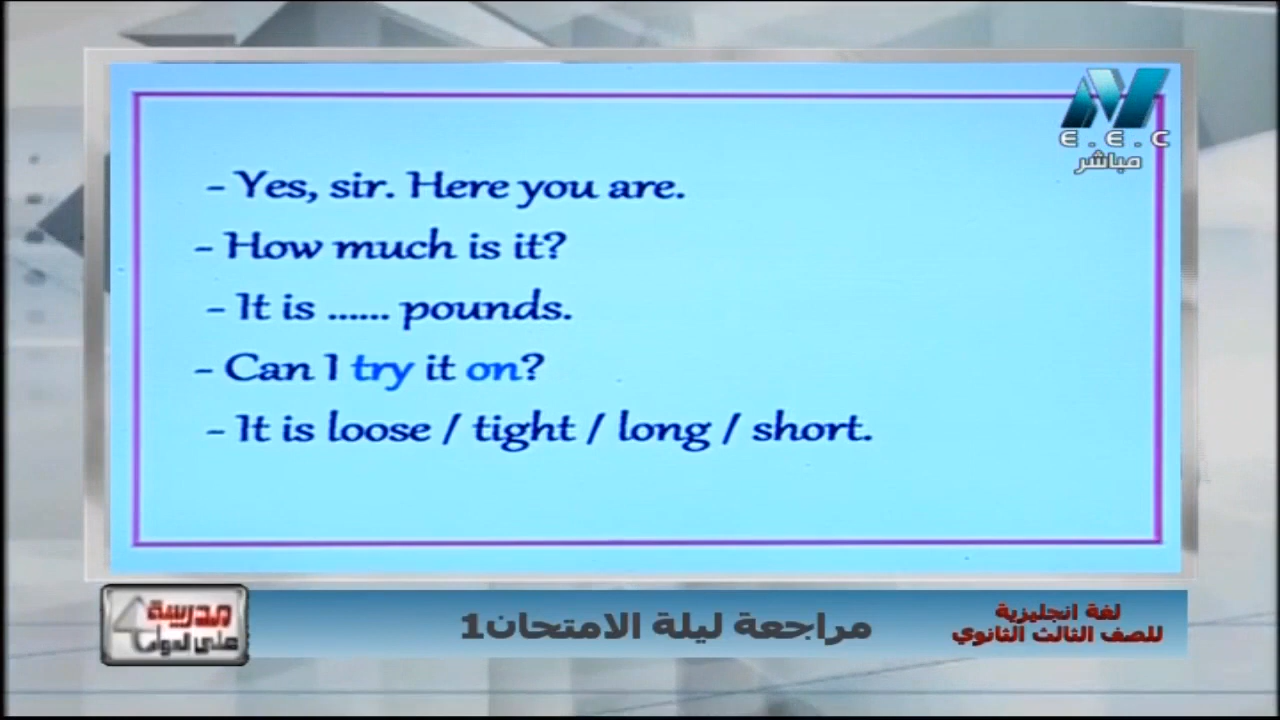 E.E.C
مباشر
- Yes, sir. Here you are.
- How much is it?
- It is ...... pounds.
- Can I try it on?
- It is loose / tight / long / short.
مدرسة
على الهواء
مراجعة ليلة الامتحان1
لغة انجليزية
للصف الثالث الثانوي